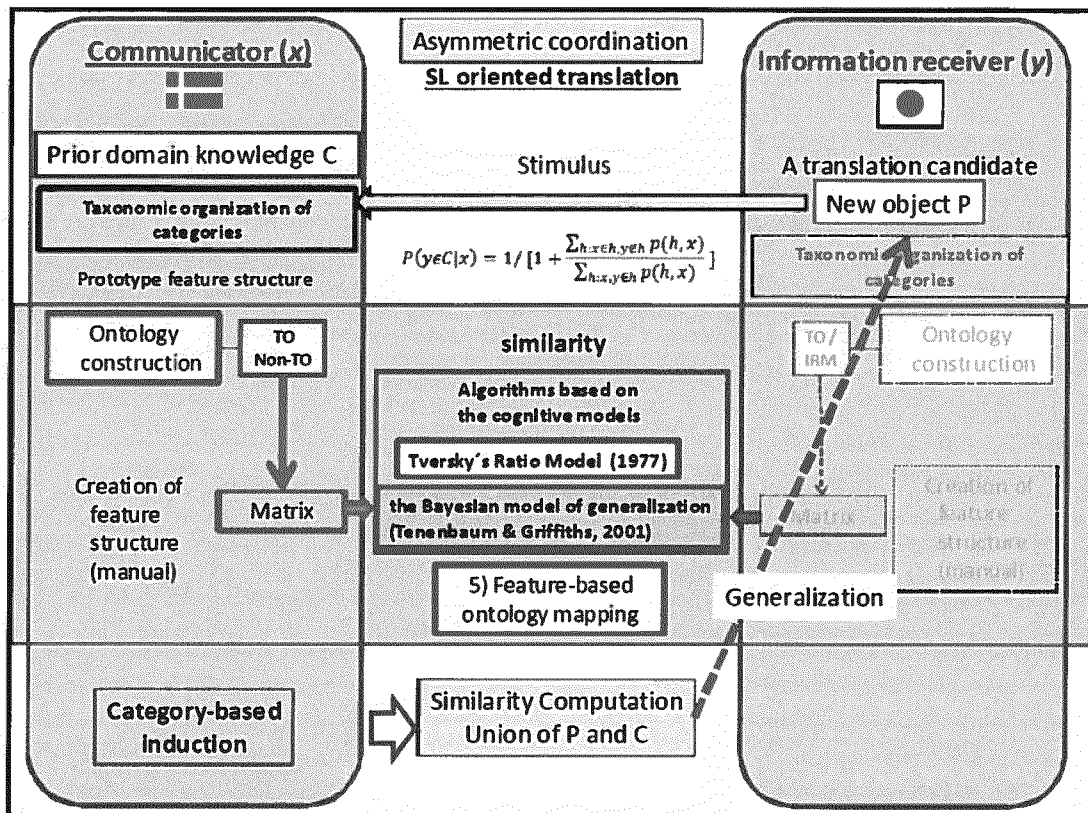 Communicator (x)
Asymmetric coordination
SL oriented translation
Information receiver (y)
Prior domain knowledge C
Taxonomic organization of
categories
Prototype feature structure
Stimulus
P(yϵC|x) = 1/ [1 + ∑h:x∈h,y∉h p(h, x) / ∑h:x,y∈h p(h, x) ]
A translation candidate
New object P
Taxonomic organization of
categories
Ontology
construction
TO
Non-TO
similarity
Algorithms based on
the cognitive models
Tversky´s Ratio Model (1977)
the Bayesian model of generalization
(Tenenbaum & Griffiths, 2001)
5) Feature-based
ontology mapping
TO /
IRM
Ontology
construction
Creation of
feature
structure
(manual)
Matrix
Matrix
Creation of
feature
structure
(manual)
Generalization
Category-based
induction
Similarity Computation
Union of P and C